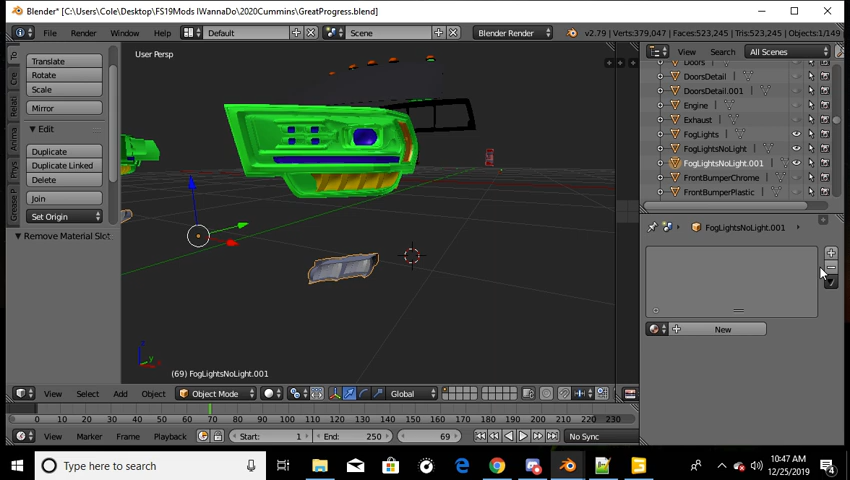 Blender* [C:\Users\Cole\Desktop\FS19Mods IWannaDo\2020Cummins\GreatProgress.blend]
File Render Window Help Default Scene Blender Render v2.79 | Verts:379,047 | Faces:523,245 | Tris:523,245 | Objects:1/149
View Search All Scenes
User Persp
Translate
Rotate
Scale
Mirror
Edit
Duplicate
Duplicate Linked
Delete
Join
Set Origin
Remove Material Slot
Doors
DoorsDetail
DoorsDetail.001
Engine
Exhaust
FogLights
FogLightsNoLight
FogLightsNoLight.001
FrontBumperChrome
FrontBumperPlastic
FogLightsNoLight.001
New
(69) FogLightsNoLight.001
View Select Add Object Object Mode Global
0 10 20 30 40 50 60 70 80 90 100 110 120 130 140 150 160 170 180 190 200 210 220 230
View Marker Frame Playback Start: 1 End: 250 69 No Sync
Type here to search
10:47 AM
12/25/2019
4